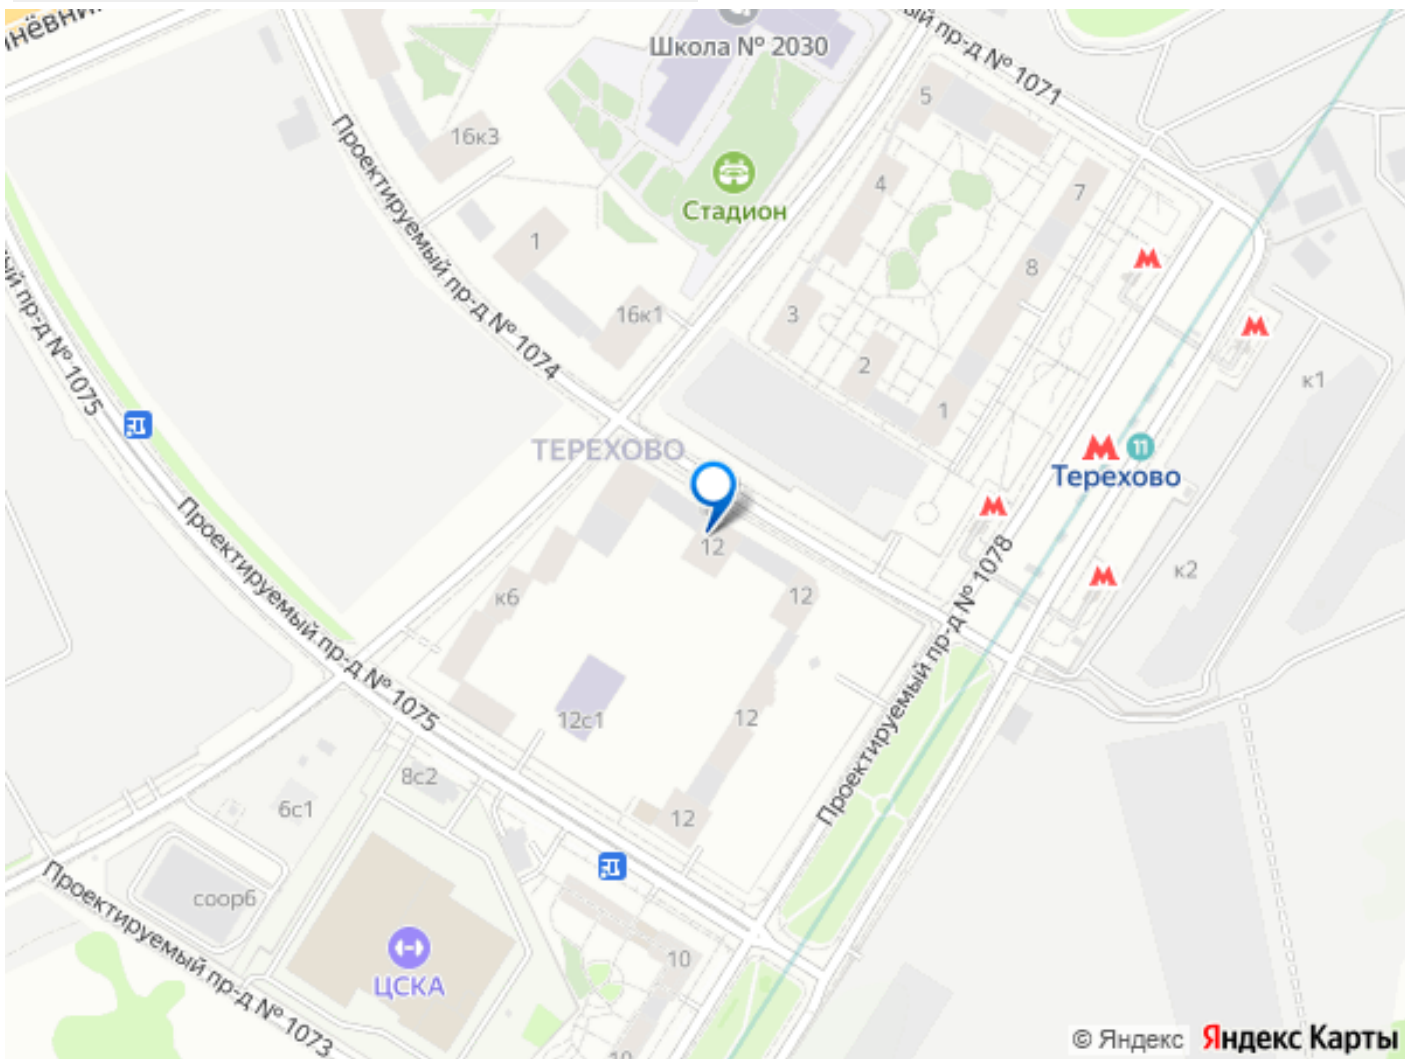 нёвни
Школа № 2030
ый пр-д № 1071
5
16к3
Проектируемый пр-д № 1074
4
7
Стадион
1
8
16к1
3
ый пр-д № 1075
2
к1
1
ТЕРЕХОВО
11
Терехово
12
к2
Проектируемый пр-д № 1075
к6
12
Проектируемый пр-д № 1078
12с1
12
8с2
6с1
12
Проектируемый пр-д № 1073
соор6
10
ЦСКА
© Яндекс Яндекс Карты